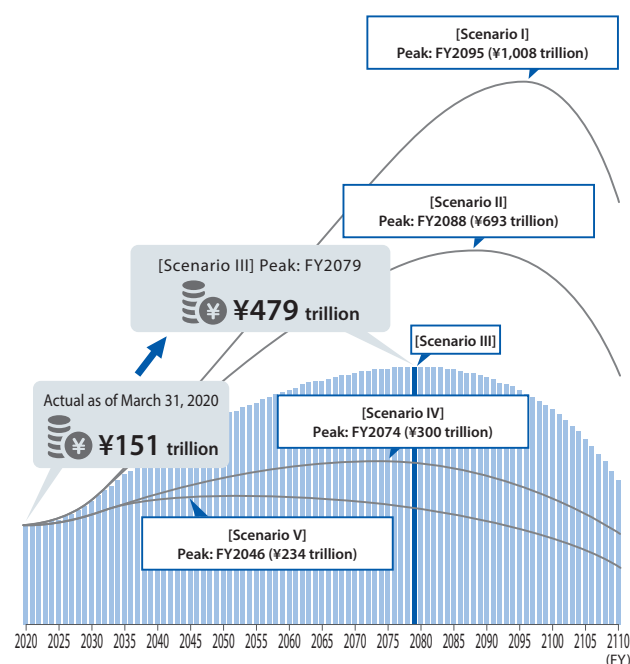 [Scenario I]
Peak: FY2095 (¥1,008 trillion)
[Scenario II]
Peak: FY2088 (¥693 trillion)
[Scenario III] Peak: FY2079
¥
¥479 trillion
[Scenario III]
Actual as of March 31, 2020
¥
¥151 trillion
[Scenario IV]
Peak: FY2074 (¥300 trillion)
[Scenario V]
Peak: FY2046 (¥234 trillion)
2020 2025 2030 2035 2040 2045 2050 2055 2060 2065 2070 2075 2080 2085 2090 2095 2100 2105 2110
(FY)